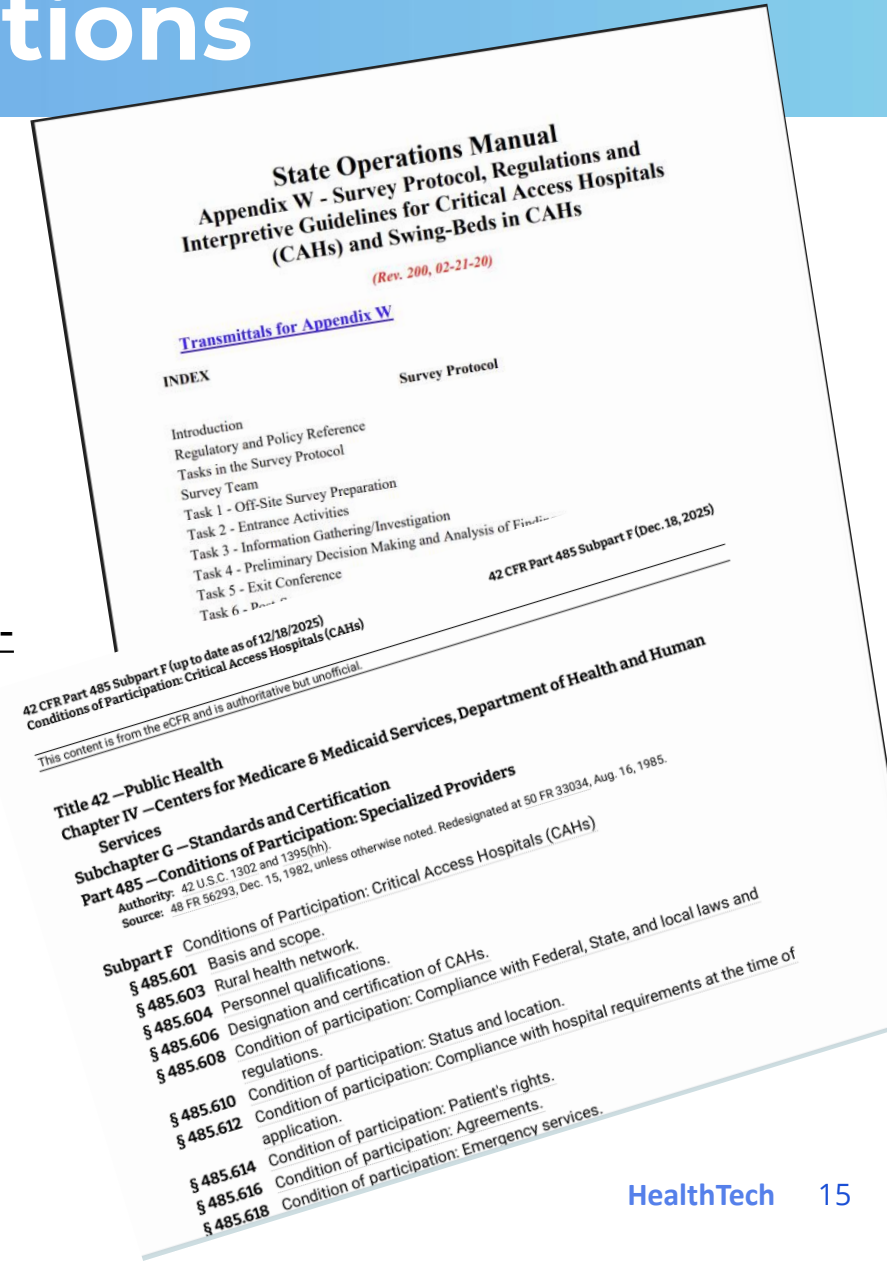 tions
State Operations Manual
Appendix W - Survey Protocol, Regulations and
Interpretive Guidelines for Critical Access Hospitals
(CAHs) and Swing-Beds in CAHs
(Rev. 200, 02-21-20)
Transmittals for Appendix W
INDEX
Survey Protocol
Introduction
Regulatory and Policy Reference
Tasks in the Survey Protocol
Survey Team
Task 1 - Off-Site Survey Preparation
Task 2 - Entrance Activities
Task 3 - Information Gathering/Investigation
Task 4 - Preliminary Decision Making and Analysis of
Task 5 - Exit Conference
Task 6 -
-
42 CFR Part 485 Subpart F (up to date as of 12/18/2025)
Conditions of Participation: Critical Access Hospitals (CAHs)
42 CFR Part 485 Subpart F (Dec. 18, 2025)
This content is from the eCFR and is authoritative but unofficial.
Title 42 —Public Health
Chapter IV —Centers for Medicare & Medicaid Services, Department of Health and Human
Services
Subchapter G —Standards and Certification
Part 485 —Conditions of Participation: Specialized Providers
Authority: 42 U.S.C. 1302 and 1395(hh).
Source: 48 FR 56293, Dec. 15, 1982, unless otherwise noted. Redesignated at 50 FR 33034, Aug. 16, 1985.
Subpart F Conditions of Participation: Critical Access Hospitals (CAHs)
§ 485.601 Basis and scope.
§ 485.603 Rural health network.
§ 485.604 Personnel qualifications.
§ 485.606 Designation and certification of CAHs.
§ 485.608 Condition of participation: Compliance with Federal, State, and local laws and
regulations.
§ 485.610 Condition of participation: Status and location.
§ 485.612 Condition of participation: Compliance with hospital requirements at the time of
application.
§ 485.614 Condition of participation: Patient's rights.
§ 485.616 Condition of participation: Agreements.
§ 485.618 Condition of participation: Emergency services.
HealthTech 15